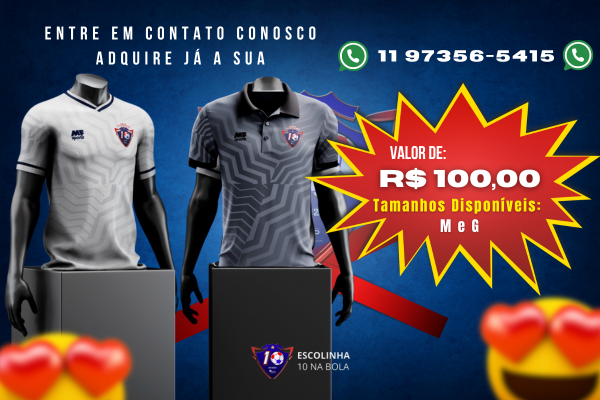 ENTRE EM CONTATO CONOSCO
ADQUIRE JÁ A SUA
11 97356-5415
VALOR DE:
R$ 100,00
Tamanhos Disponíveis:
M e G
ESCOLINHA
10 NA BOLA